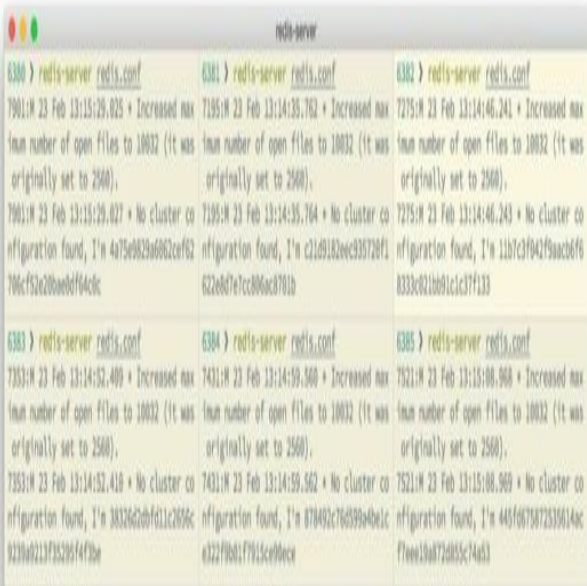 redis-server
6380 ❯ redis-server redis.conf
7901:M 23 Feb 13:15:29.025 * Increased max
imum number of open files to 10032 (it was
originally set to 2560).
7901:M 23 Feb 13:15:29.027 * No cluster co
nfiguration found, I'm
6381 ❯ redis-server redis.conf
7195:M 23 Feb 13:14:35.762 * Increased max
imum number of open files to 10032 (it was
originally set to 2560).
7195:M 23 Feb 13:14:35.764 * No cluster co
nfiguration found, I'm
6382 ❯ redis-server redis.conf
7275:M 23 Feb 13:14:46.241 * Increased ma
imum number of open files to 10032 (it was
originally set to 2560).
7275:M 23 Feb 13:14:46.243 * No cluster co
nfiguration found, I'm
6383 ❯ redis-server redis.conf
7353:M 23 Feb 13:14:52.409 * Increased max
imum number of open files to 10032 (it was
originally set to 2560).
7353:M 23 Feb 13:14:52.410 * No cluster co
nfiguration found, I'm
6384 ❯ redis-server redis.conf
7431:M 23 Feb 13:14:59.560 * Increased max
imum number of open files to 10032 (it was
originally set to 2560).
7431:M 23 Feb 13:14:59.562 * No cluster co
nfiguration found, I'm
6385 ❯ redis-server redis.conf
7521:M 23 Feb 13:15:08.968 * Increased max
imum number of open files to 10032 (it was
originally set to 2560).
7521:M 23 Feb 13:15:08.969 * No cluster co
nfiguration found, I'm